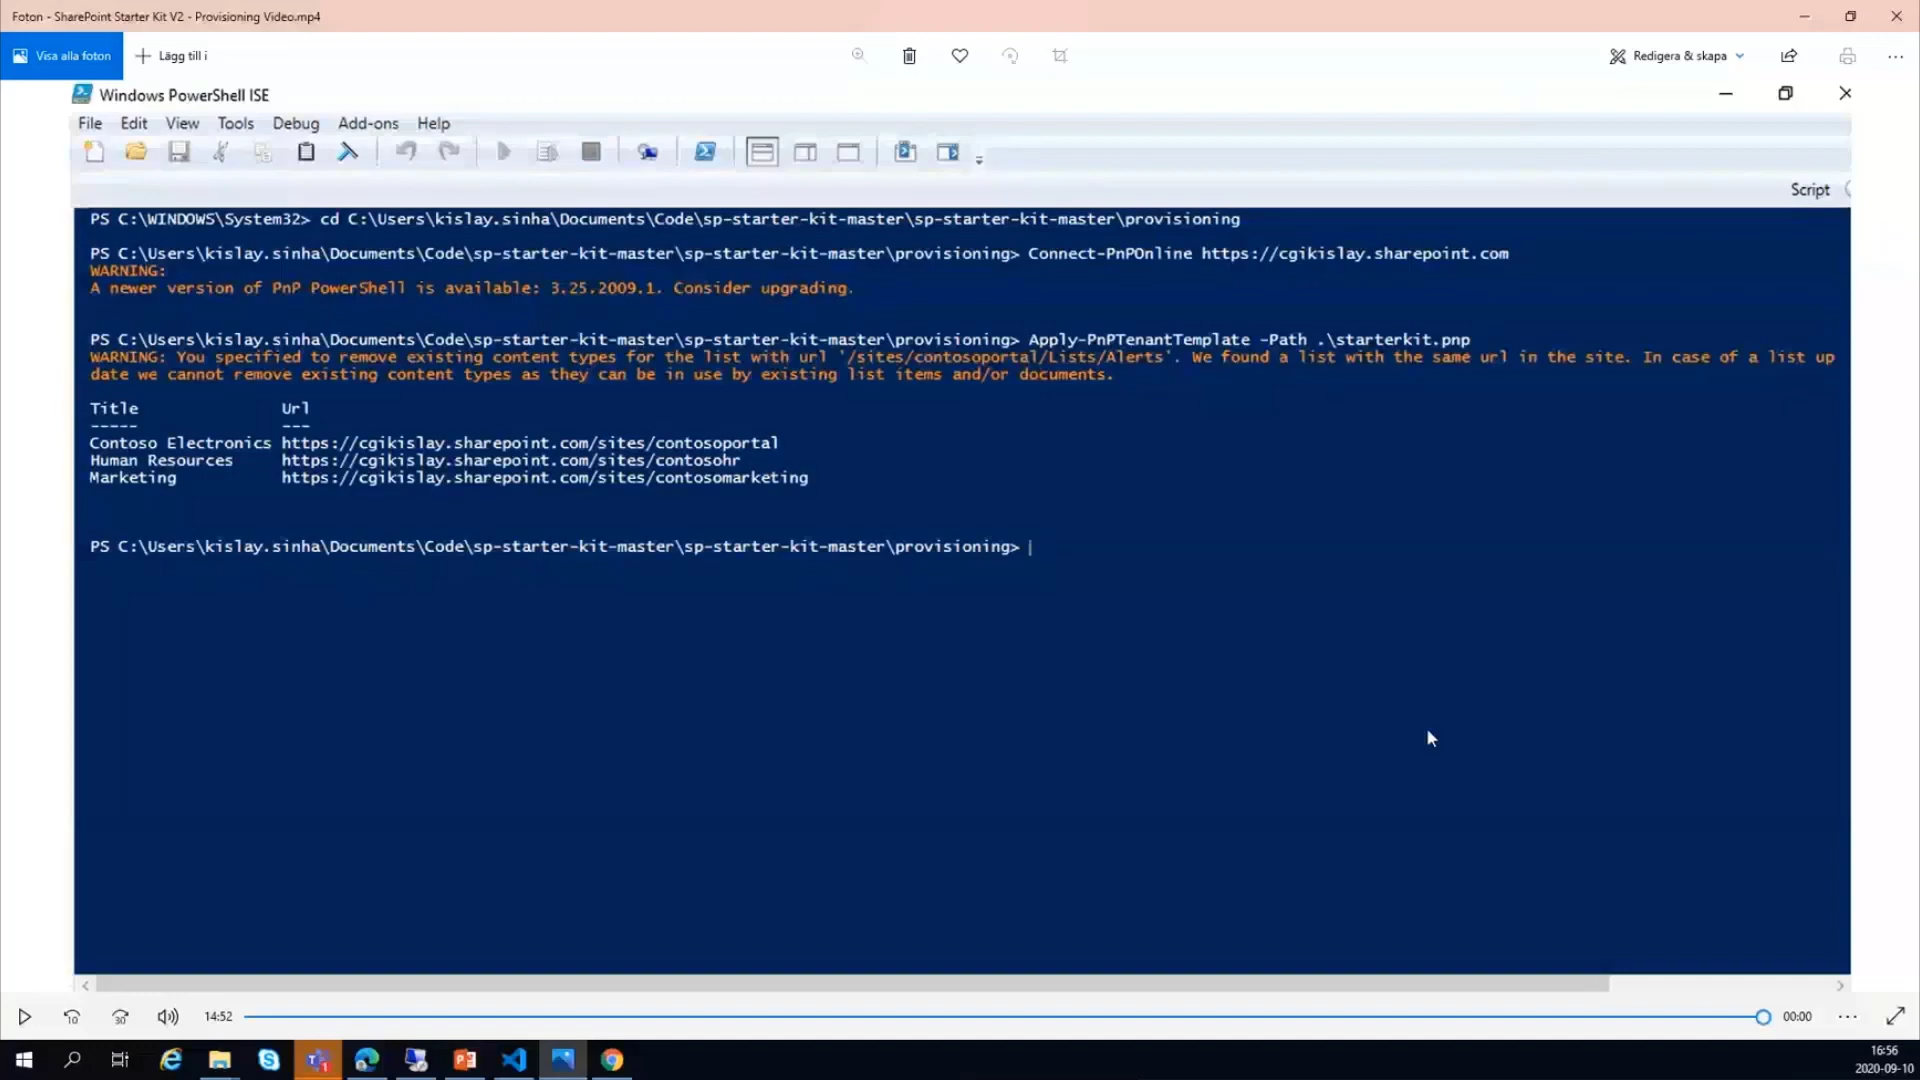 Foton - SharePoint Starter Kit V2 - Provisioning Video.mp4
Visa alla foton
Lägg till i
Redigera & skapa
Windows PowerShell ISE
File Edit View Tools Debug Add-ons Help
Script
PS C:\WINDOWS\System32> cd C:\Users\kislay.sinha\Documents\Code\sp-starter-kit-master\sp-starter-kit-master\provisioning
PS C:\Users\kislay.sinha\Documents\Code\sp-starter-kit-master\sp-starter-kit-master\provisioning> Connect-PnPOnline https://cgikislay.sharepoint.com
WARNING:
A newer version of PnP PowerShell is available: 3.25.2009.1. Consider upgrading.
PS C:\Users\kislay.sinha\Documents\Code\sp-starter-kit-master\sp-starter-kit-master\provisioning> Apply-PnPTenantTemplate -Path .\starterkit.pnp
WARNING: You specified to remove existing content types for the list with url '/sites/contosoportal/Lists/Alerts'. We found a list with the same url in the site. In case of a list up
date we cannot remove existing content types as they can be in use by existing list items and/or documents.
Title Url
----- ---
Contoso Electronics https://cgikislay.sharepoint.com/sites/contosoportal
Human Resources https://cgikislay.sharepoint.com/sites/contosohr
Marketing https://cgikislay.sharepoint.com/sites/contosomarketing
PS C:\Users\kislay.sinha\Documents\Code\sp-starter-kit-master\sp-starter-kit-master\provisioning>
10
30
14:52
00:00
16:56
2020-09-10